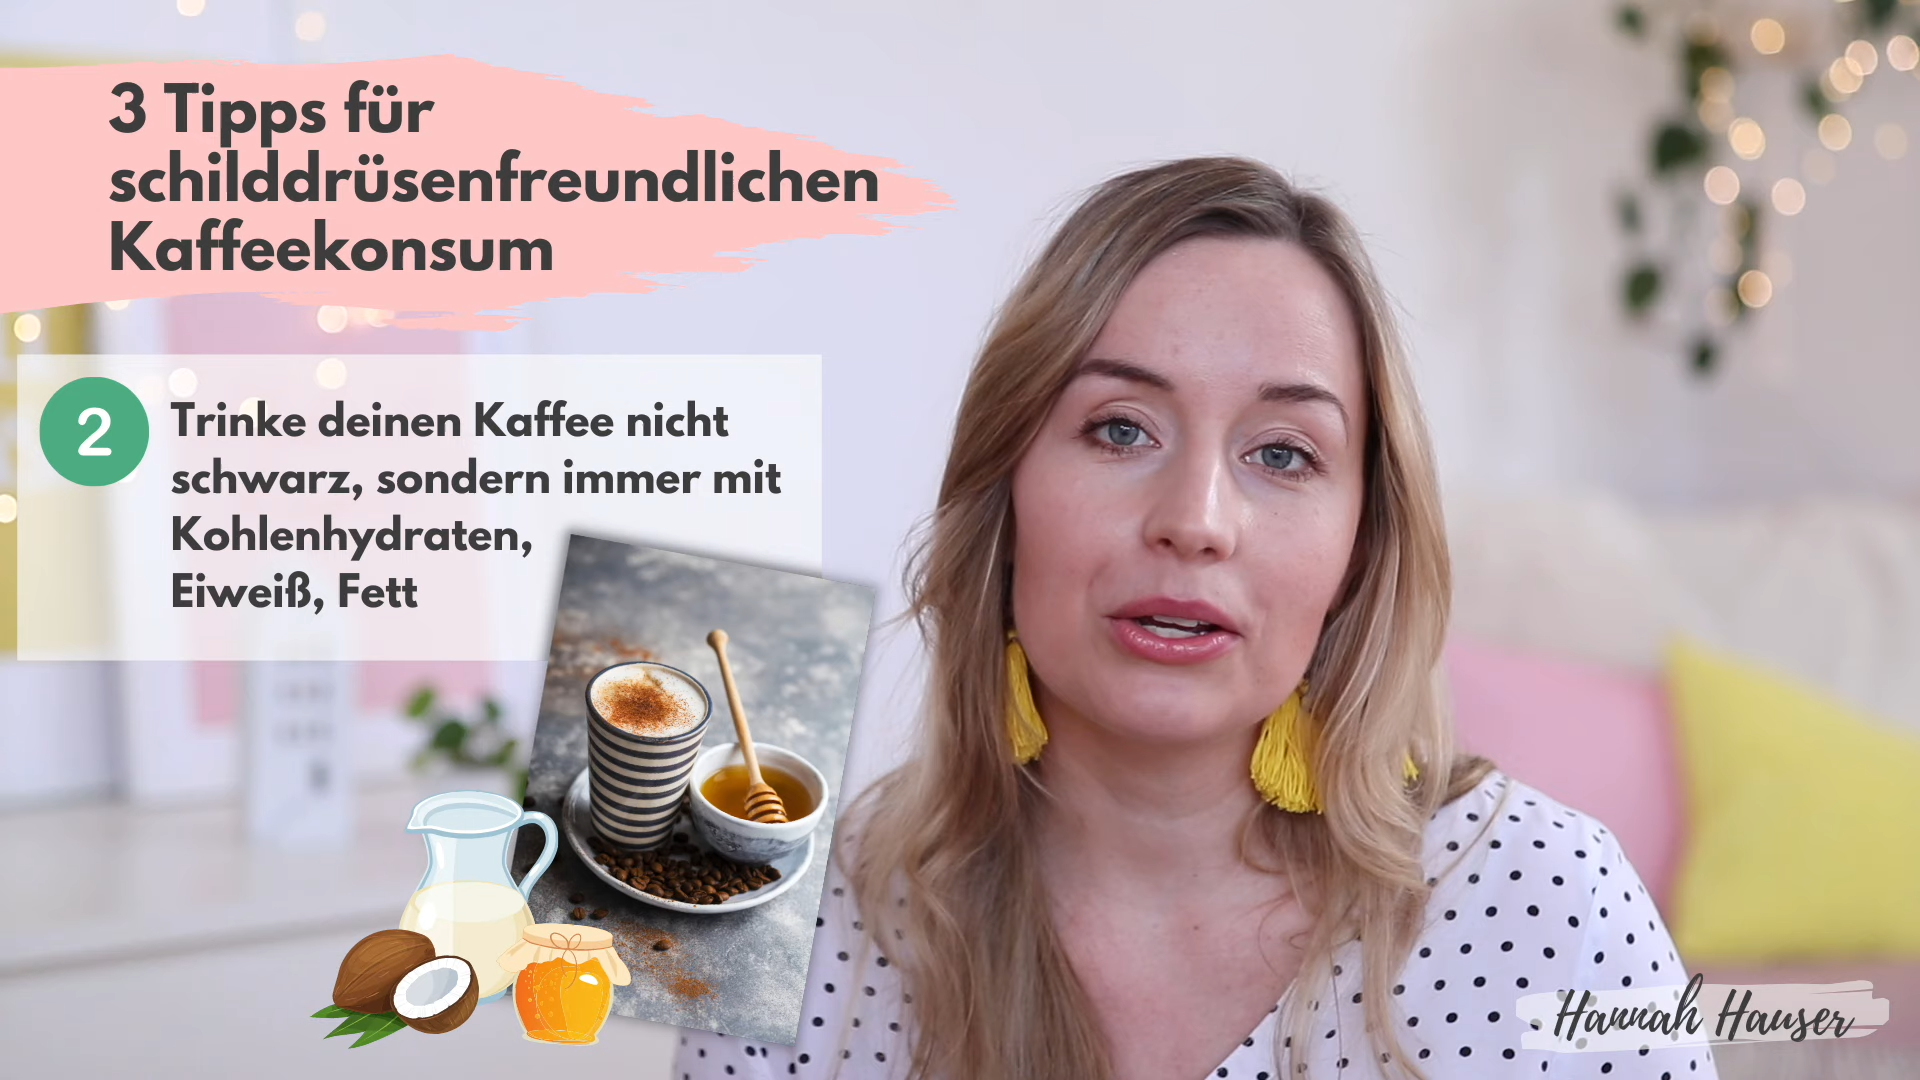 3 Tipps für
schilddrüsenfreundlichen
Kaffeekonsum
2
Trinke deinen Kaffee nicht
schwarz, sondern immer mit
Kohlenhydraten,
Eiweiß, Fett
Hannah Hauser